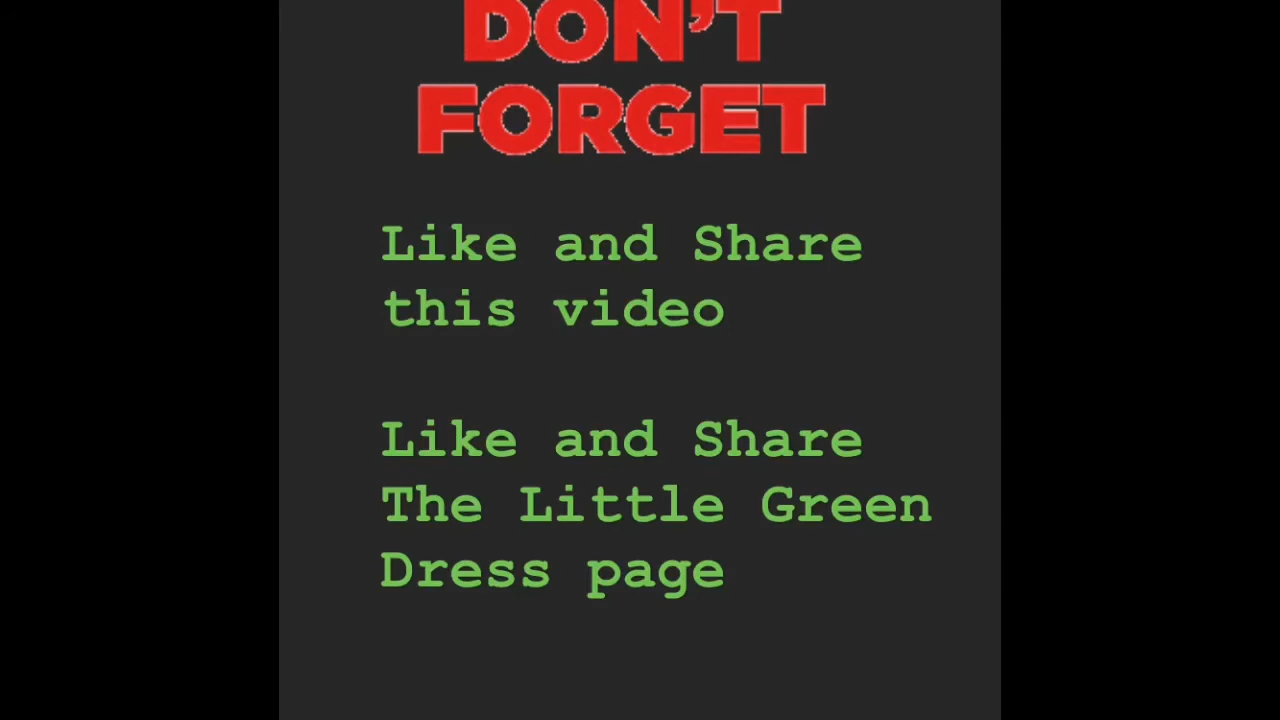 DON'T
FORGET
Like and Share
this video
Like and Share
The Little Green
Dress page